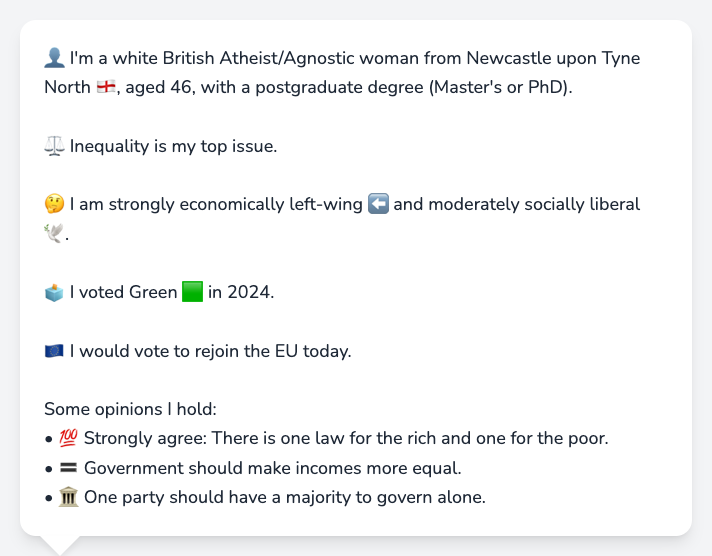 👤 I'm a white British Atheist/Agnostic woman from Newcastle upon Tyne
North 🏴󠁧󠁢󠁥󠁮󠁧󠁿, aged 46, with a postgraduate degree (Master's or PhD).
⚖️ Inequality is my top issue.
🤔 I am strongly economically left-wing ⬅️ and moderately socially liberal
🕊️.
🗳️ I voted Green 🟩 in 2024.
🇪🇺 I would vote to rejoin the EU today.
Some opinions I hold:
• 💯 Strongly agree: There is one law for the rich and one for the poor.
• 🟰 Government should make incomes more equal.
• 🏛️ One party should have a majority to govern alone.